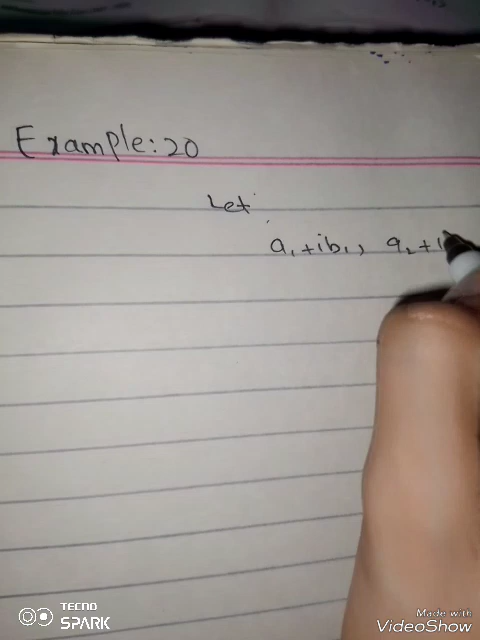 Example: 20
Let
a₁+ib₁, a₂+i
TECNO
SPARK
Made with
VideoShow